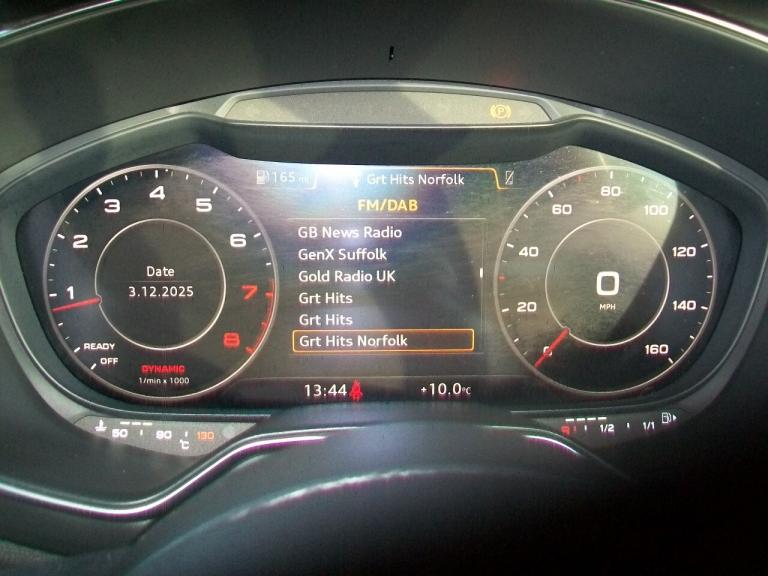 P
165 mi
Grt Hits Norfolk
FM/DAB
GB News Radio
GenX Suffolk
Gold Radio UK
Grt Hits
Grt Hits
Grt Hits Norfolk
13:44
+10.0°C
1
2
3
4
5
6
7
8
Date
3.12.2025
READY
OFF
DYNAMIC
1/min x 1000
0
20
40
60
80
100
120
140
160
0
MPH
50
90
130
°C
R
1/2
1/1